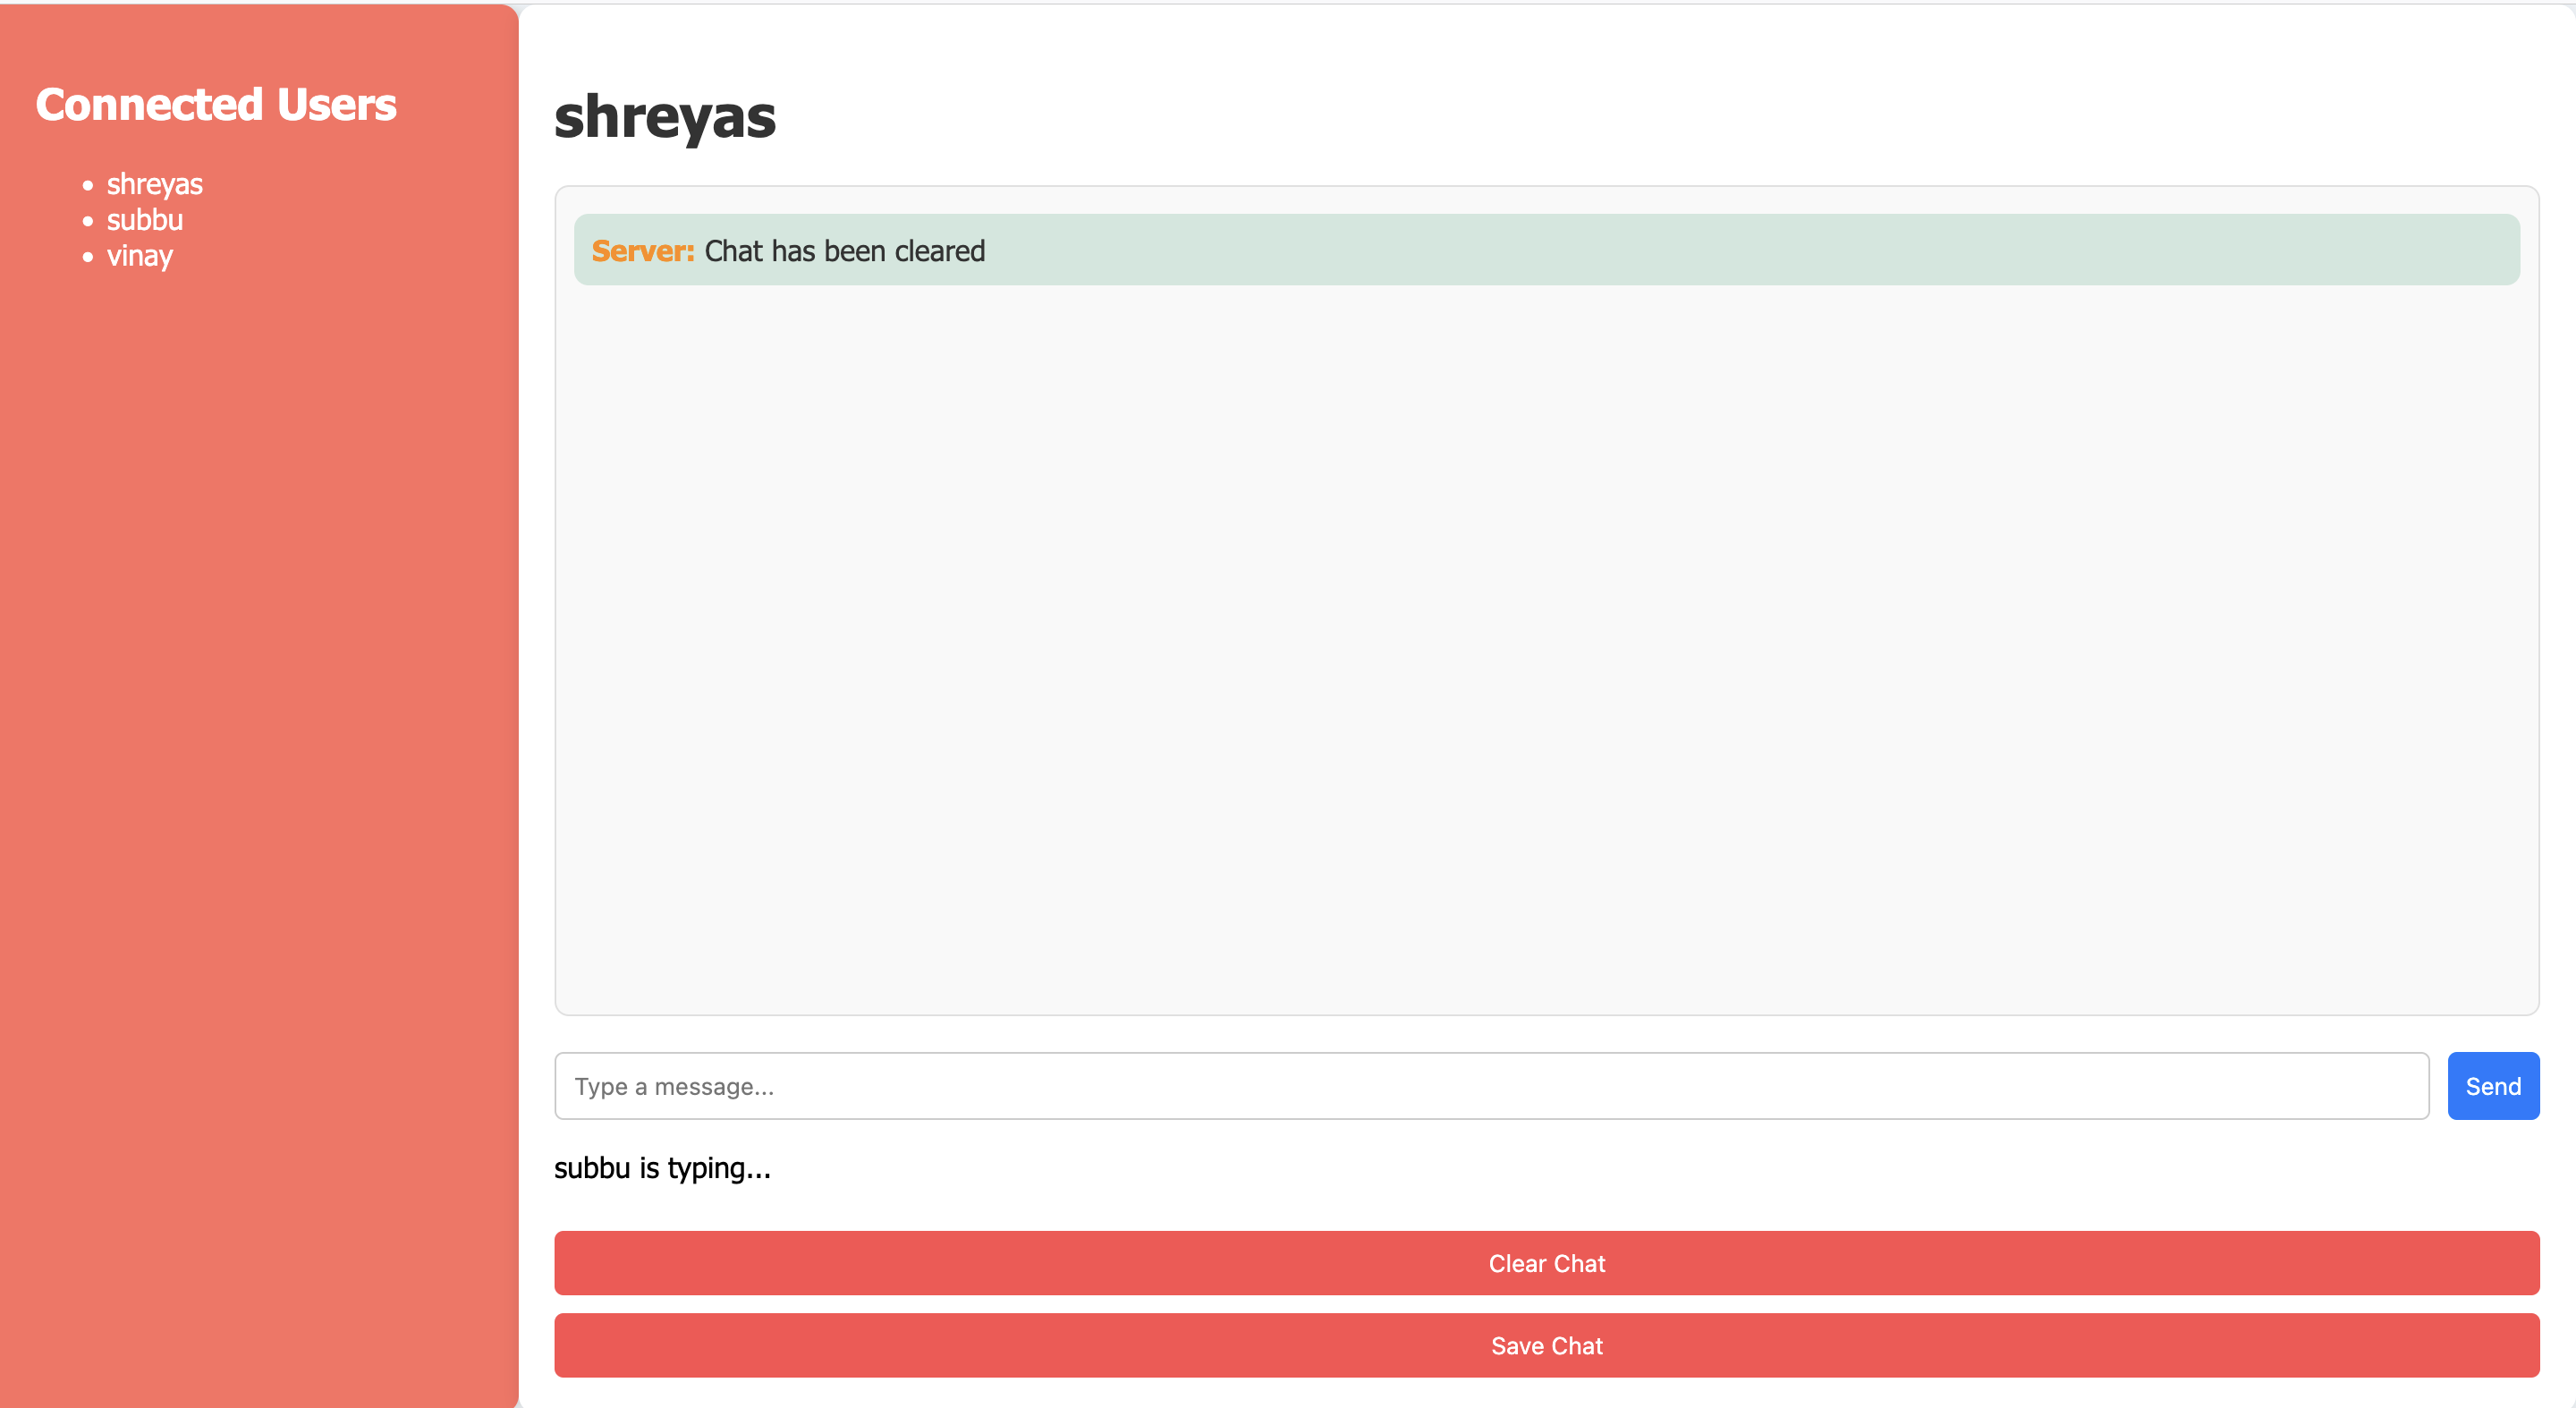 Connected Users
shreyas
subbu
vinay
shreyas
Server: Chat has been cleared
Type a message...
Send
subbu is typing...
Clear Chat
Save Chat